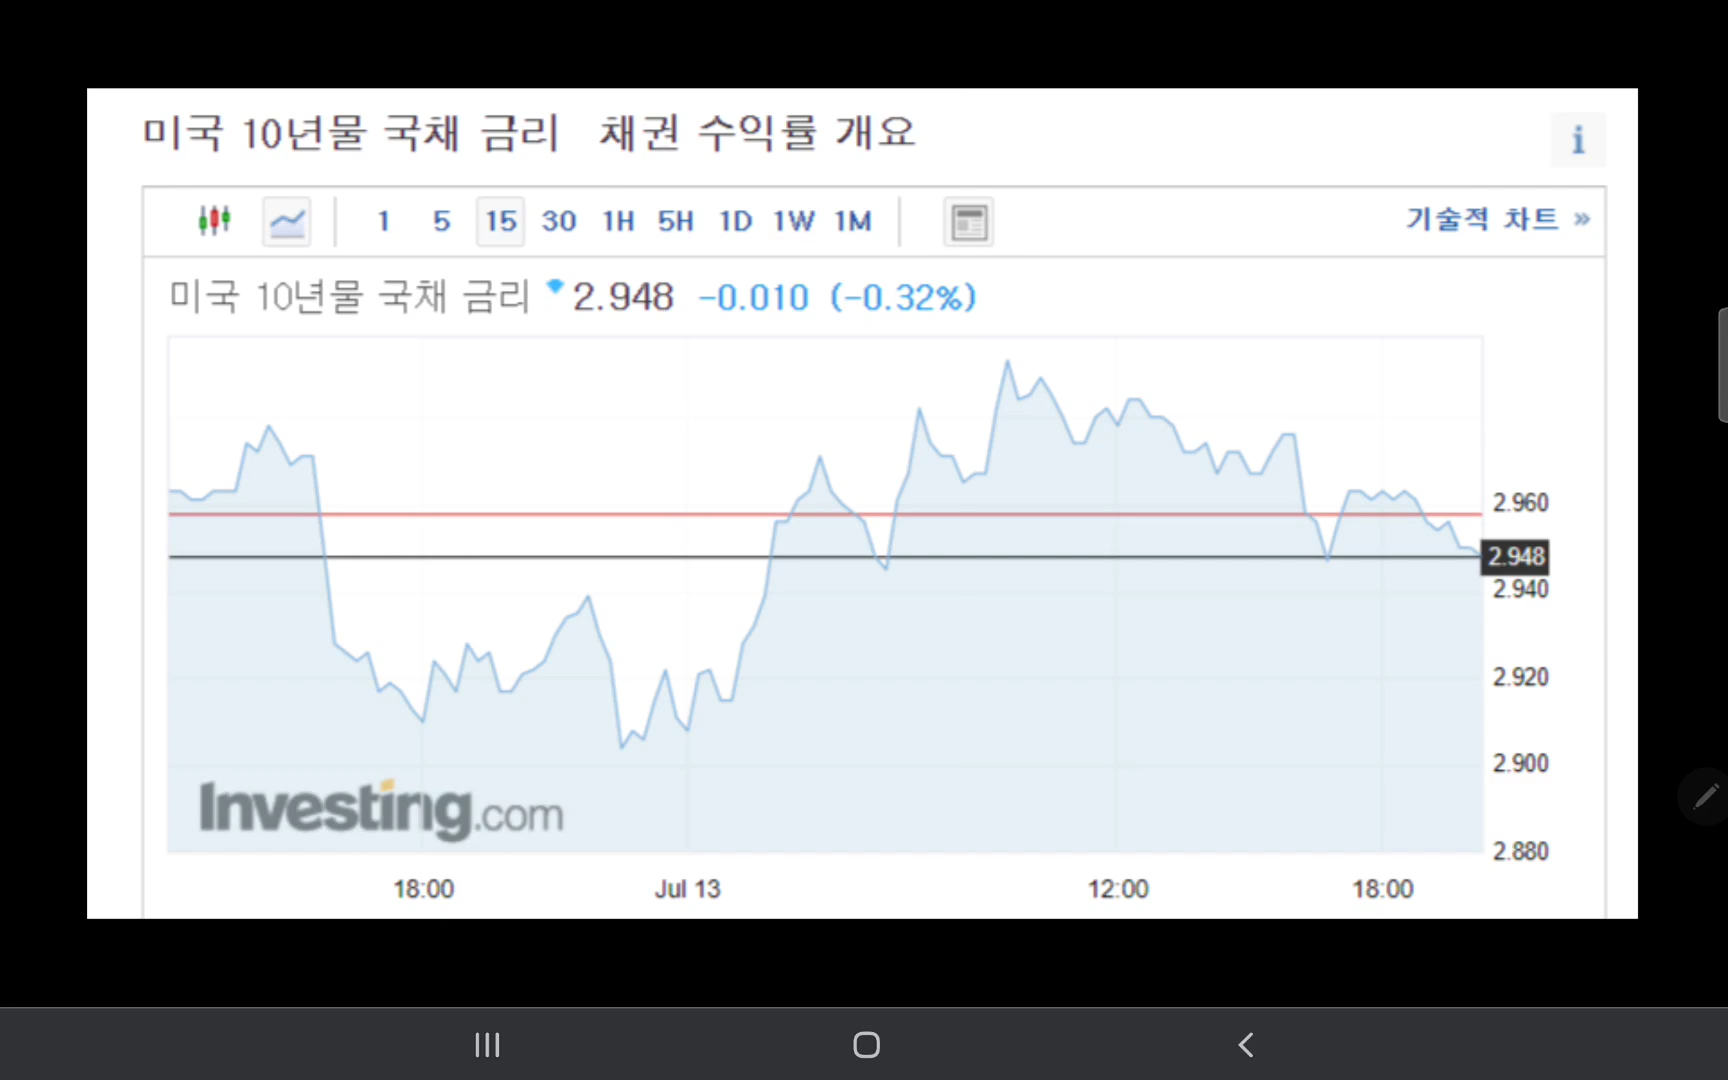 미국 10년물 국채 금리 채권 수익률 개요
i
1 5 15 30 1H 5H 1D 1W 1M
기술적 차트 »
미국 10년물 국채 금리 2.948 -0.010 (-0.32%)
2.960
2.948
2.940
2.920
2.900
2.880
Investing.com
18:00 Jul 13 12:00 18:00